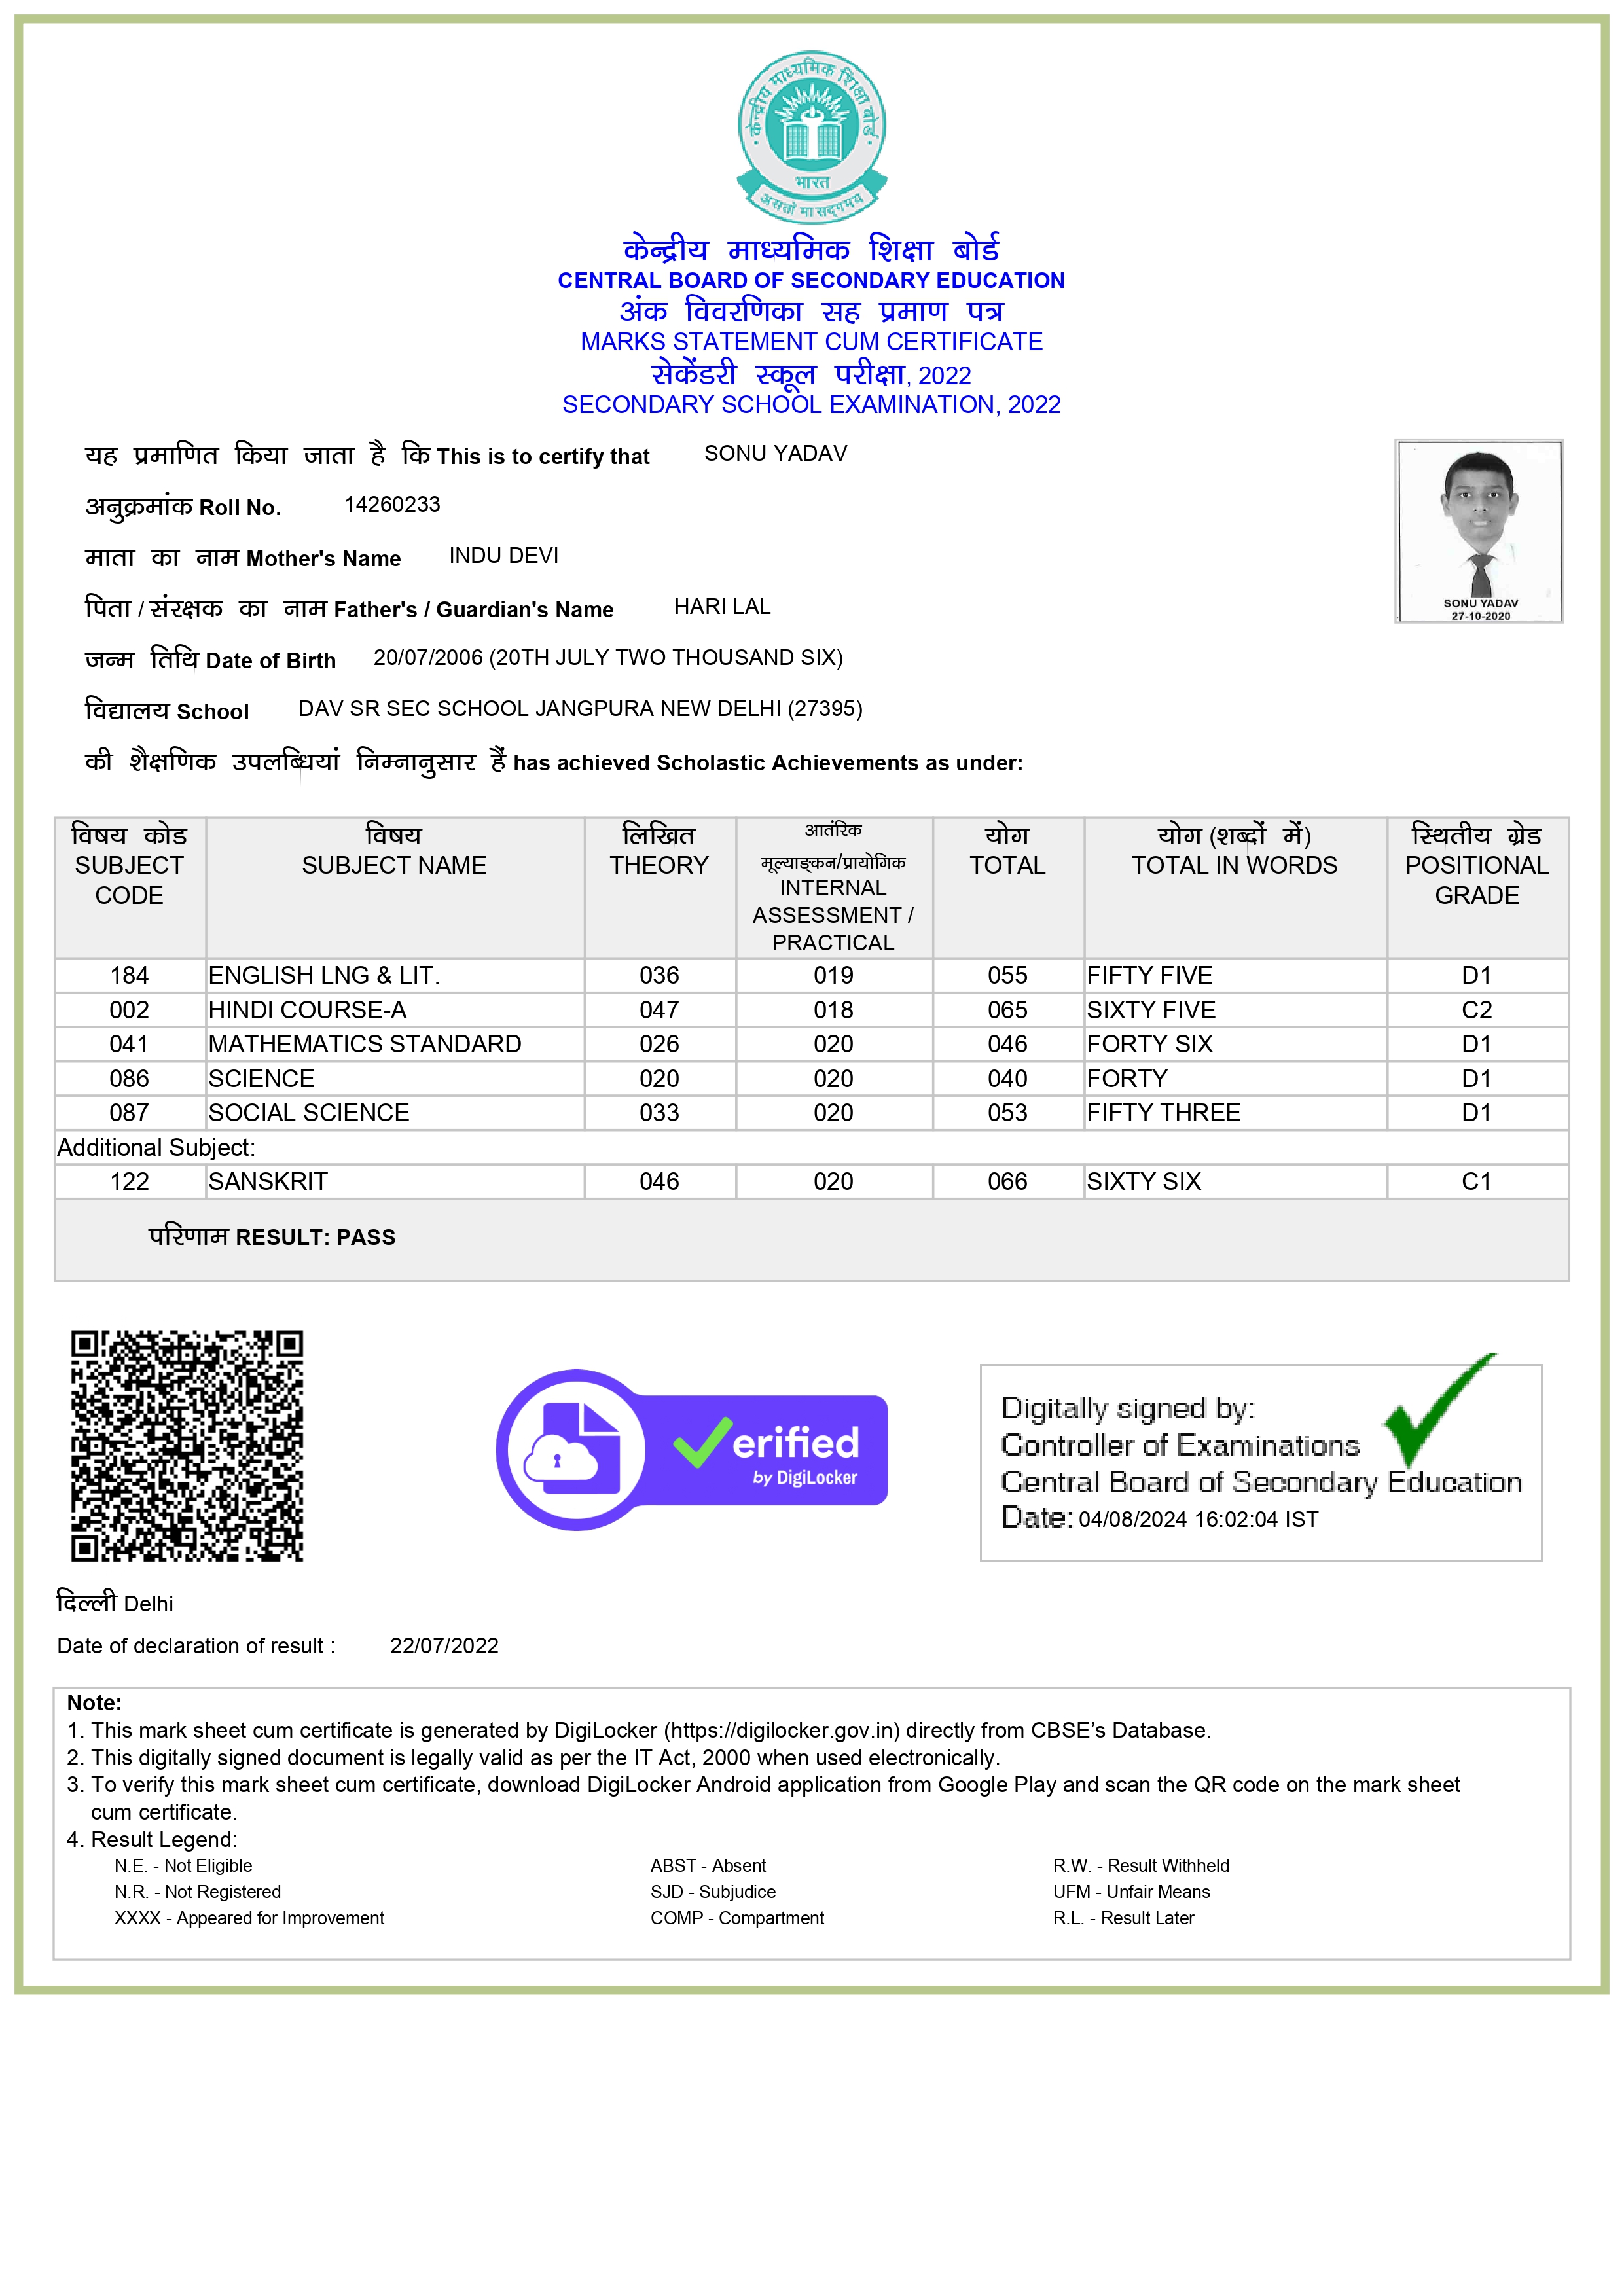 केन्द्रीय माध्यमिक शिक्षा बोर्ड
भारत
असतो मा सद्गमय
केन्द्रीय माध्यमिक शिक्षा बोर्ड
CENTRAL BOARD OF SECONDARY EDUCATION
अंक विवरणिका सह प्रमाण पत्र
MARKS STATEMENT CUM CERTIFICATE
सेकेंडरी स्कूल परीक्षा, 2022
SECONDARY SCHOOL EXAMINATION, 2022
यह प्रमाणित किया जाता है कि This is to certify that SONU YADAV
अनुक्रमांक Roll No. 14260233
माता का नाम Mother's Name INDU DEVI
पिता / संरक्षक का नाम Father's / Guardian's Name HARI LAL
जन्म तिथि Date of Birth 20/07/2006 (20TH JULY TWO THOUSAND SIX)
विद्यालय School DAV SR SEC SCHOOL JANGPURA NEW DELHI (27395)
की शैक्षणिक उपलब्धियां निम्नानुसार हैं has achieved Scholastic Achievements as under:
SONU YADAV
27-10-2020
विषय कोड SUBJECT CODE विषय SUBJECT NAME लिखित THEORY आतंरिक मूल्याङ्कन/प्रायोगिक INTERNAL ASSESSMENT / PRACTICAL योग TOTAL योग (शब्दों में) TOTAL IN WORDS स्थितीय ग्रेड POSITIONAL GRADE
184 ENGLISH LNG & LIT. 036 019 055 FIFTY FIVE D1
002 HINDI COURSE-A 047 018 065 SIXTY FIVE C2
041 MATHEMATICS STANDARD 026 020 046 FORTY SIX D1
086 SCIENCE 020 020 040 FORTY D1
087 SOCIAL SCIENCE 033 020 053 FIFTY THREE D1
Additional Subject:
122 SANSKRIT 046 020 066 SIXTY SIX C1
परिणाम RESULT: PASS
Verified
by DigiLocker
Digitally signed by:
Controller of Examinations
Central Board of Secondary Education
Date: 04/08/2024 16:02:04 IST
दिल्ली Delhi
Date of declaration of result : 22/07/2022
Note:
1. This mark sheet cum certificate is generated by DigiLocker (https://digilocker.gov.in) directly from CBSE’s Database.
2. This digitally signed document is legally valid as per the IT Act, 2000 when used electronically.
3. To verify this mark sheet cum certificate, download DigiLocker Android application from Google Play and scan the QR code on the mark sheet
cum certificate.
4. Result Legend:
N.E. - Not Eligible ABST - Absent R.W. - Result Withheld
N.R. - Not Registered SJD - Subjudice UFM - Unfair Means
XXXX - Appeared for Improvement COMP - Compartment R.L. - Result Later